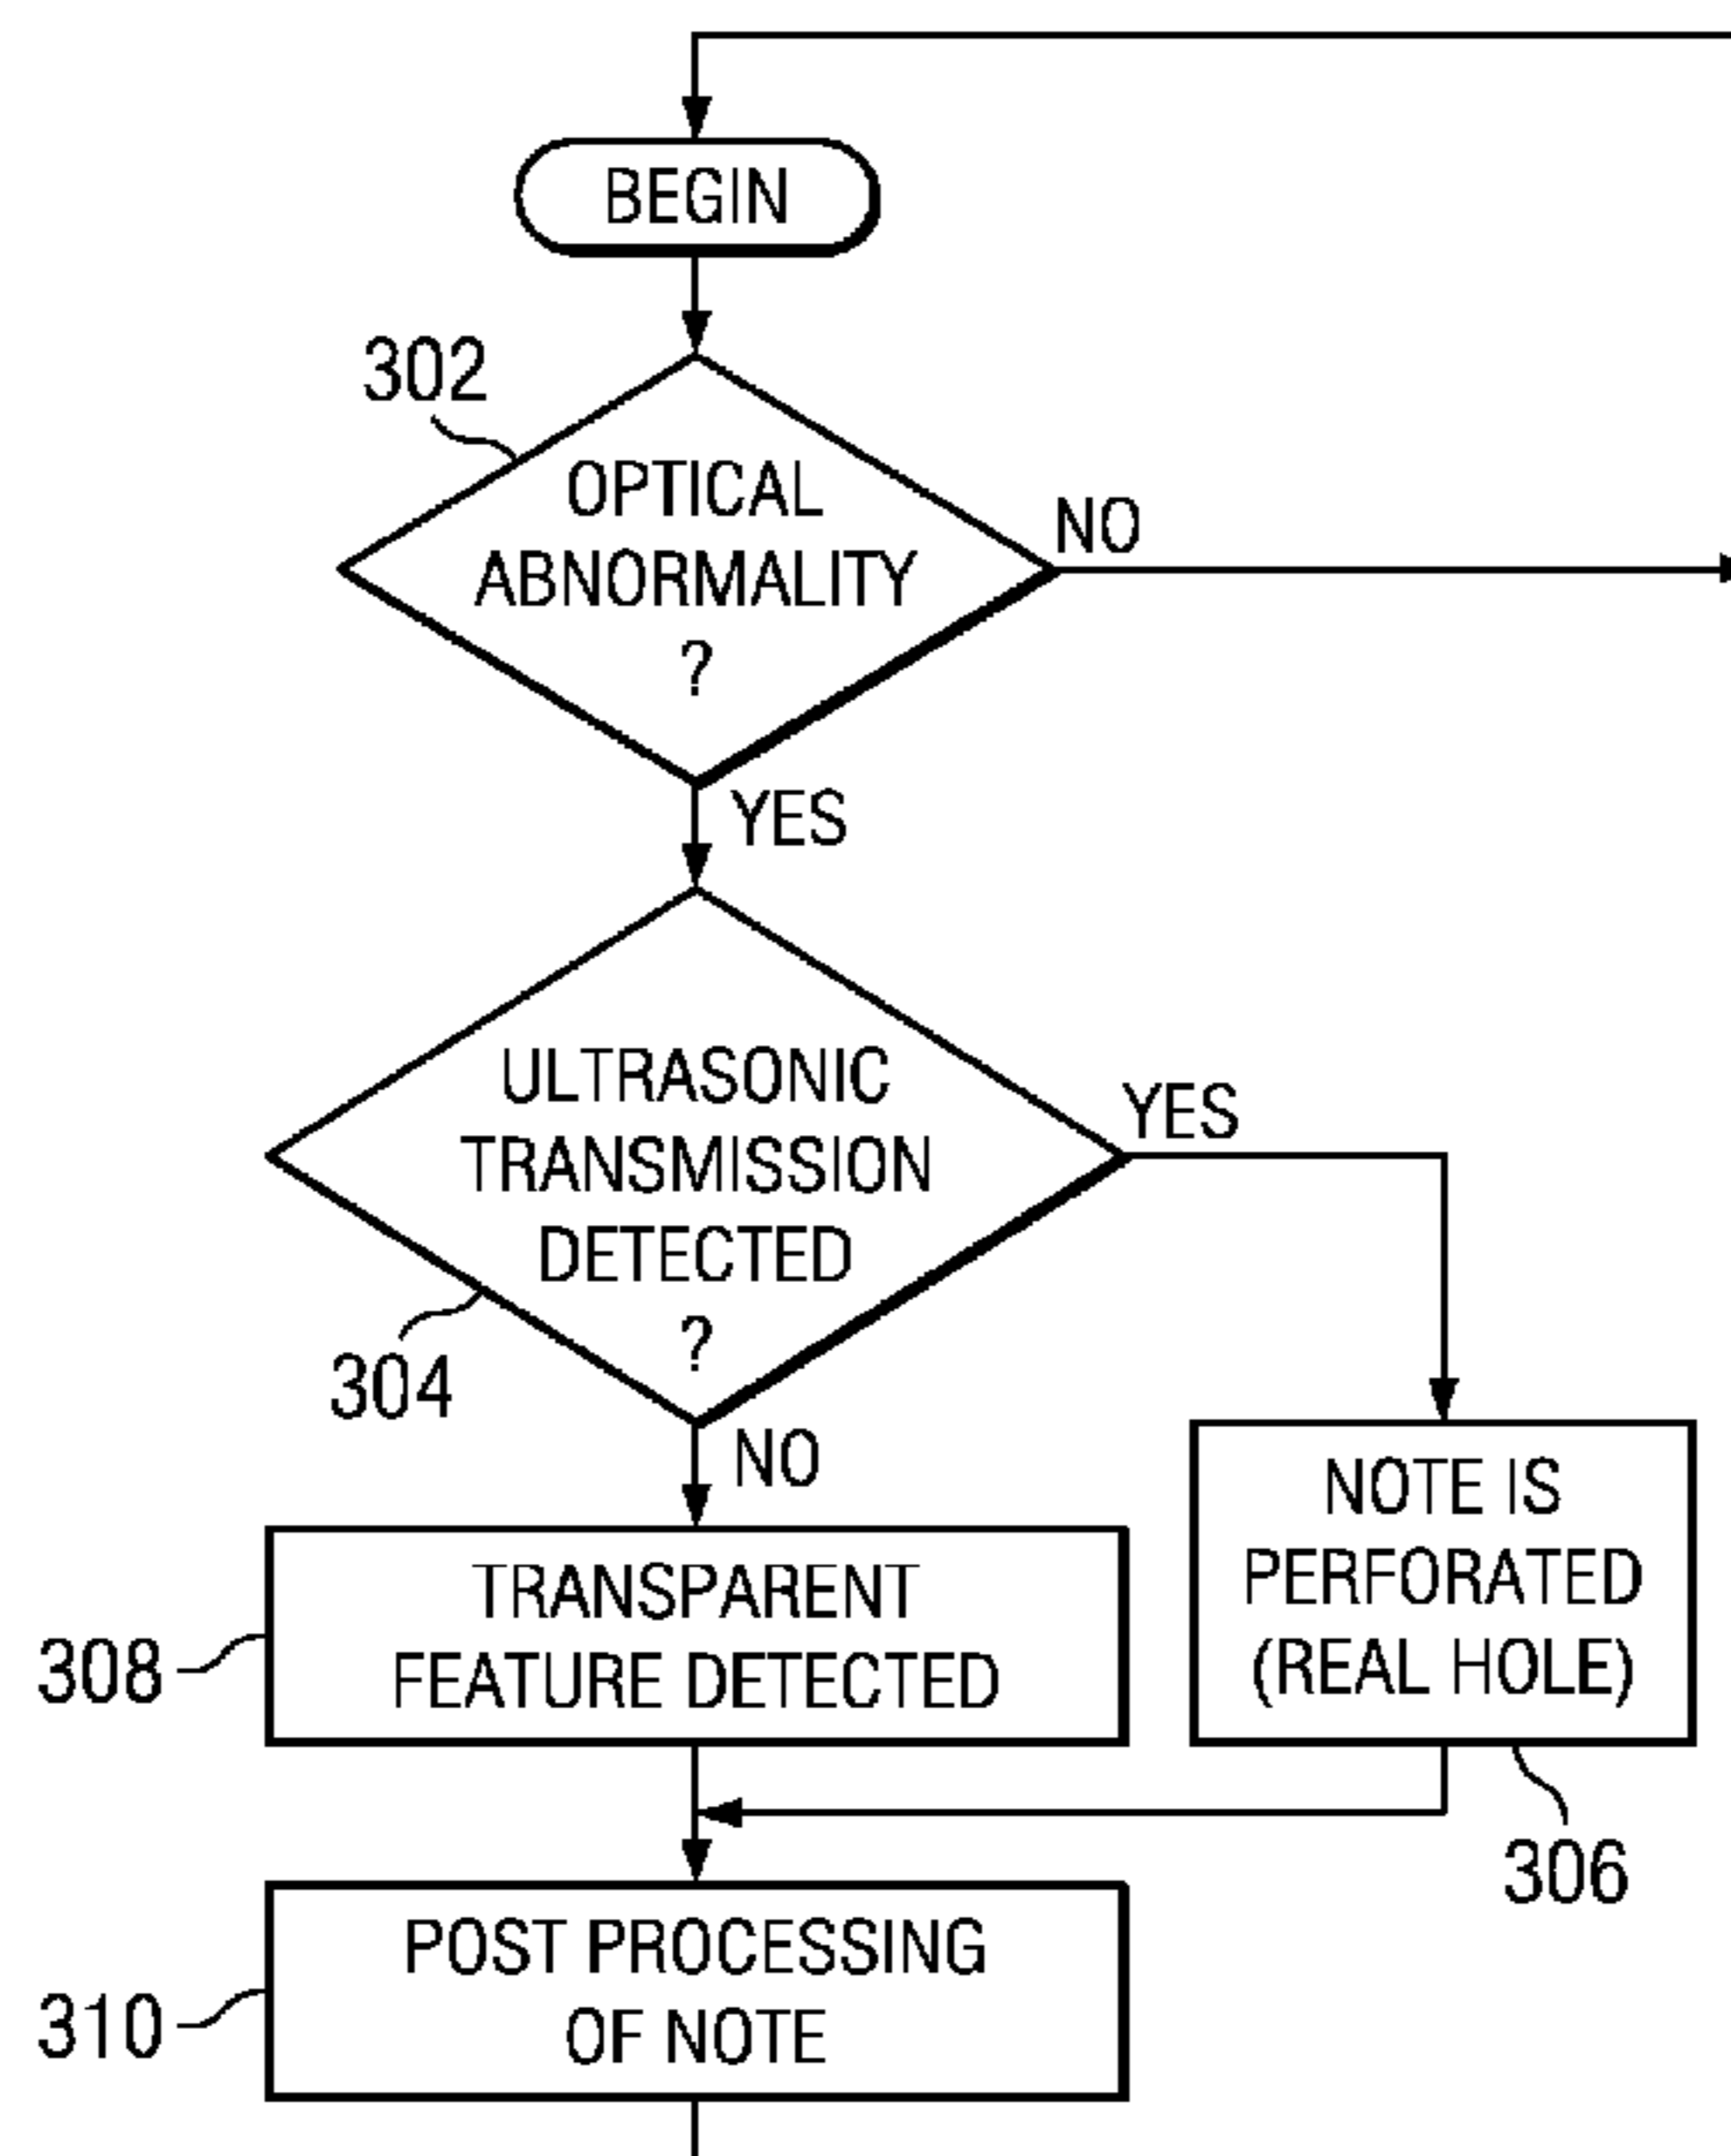 BEGIN
302
OPTICAL
ABNORMALITY
?
NO
YES
ULTRASONIC
TRANSMISSION
DETECTED
?
YES
304
NO
NOTE IS
PERFORATED
(REAL HOLE)
TRANSPARENT
FEATURE DETECTED
308
306
POST PROCESSING
OF NOTE
310